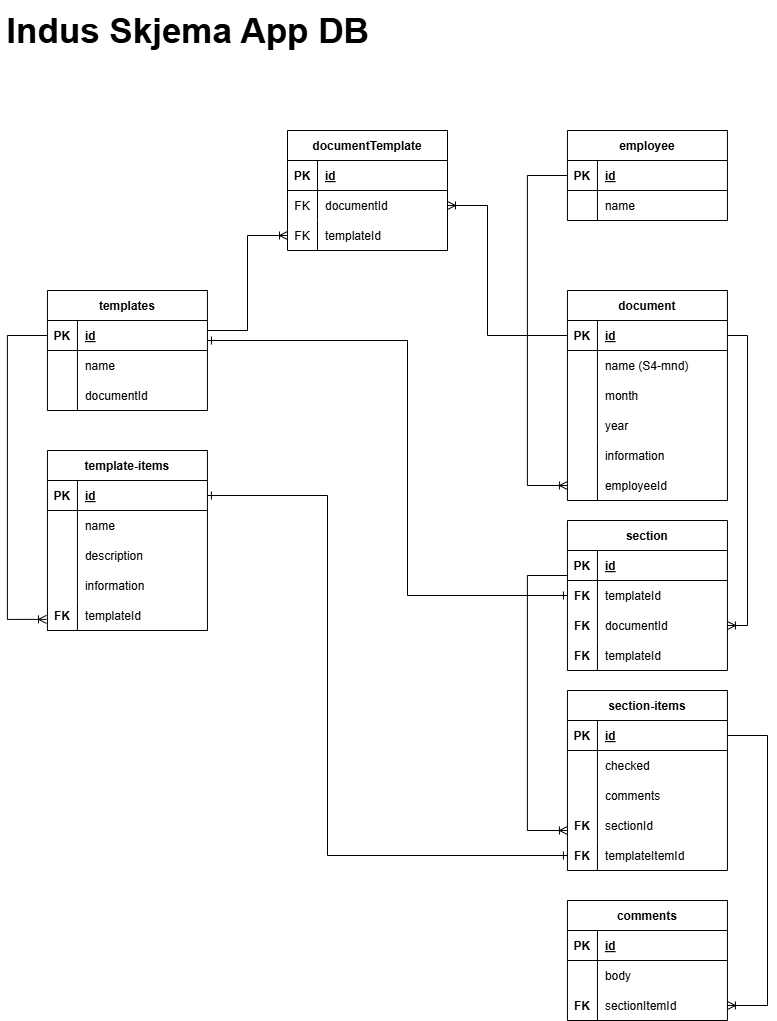 Indus Skjema App DB
documentTemplate
PK id
FK documentId
FK templateId
employee
PK id
name
templates
PK id
name
documentId
document
PK id
name (S4-mnd)
month
year
information
employeeId
template-items
PK id
name
description
information
FK templateId
section
PK id
FK templateId
FK documentId
FK templateId
section-items
PK id
checked
comments
FK sectionId
FK templateItemId
comments
PK id
body
FK sectionItemId